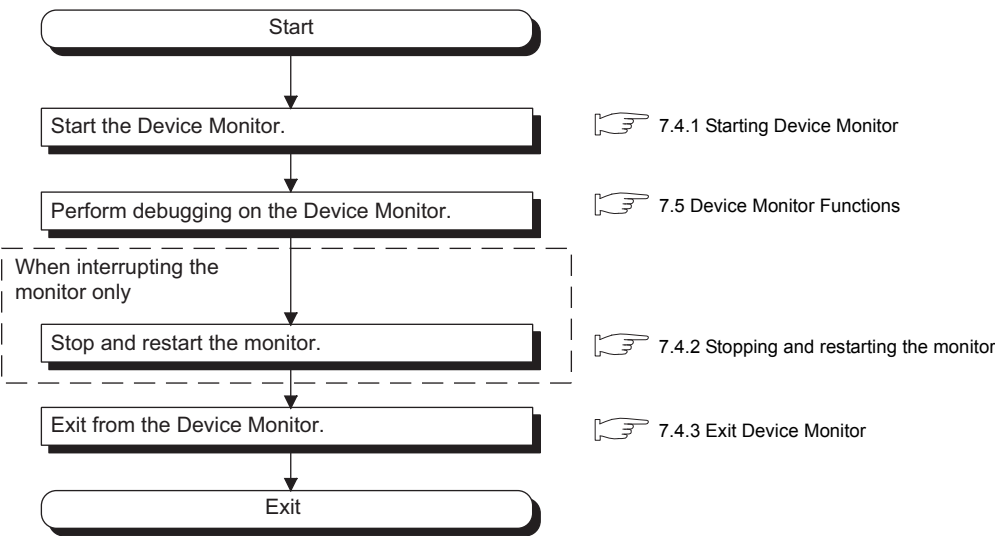 Start
Start the Device Monitor.
7.4.1 Starting Device Monitor
Perform debugging on the Device Monitor.
7.5 Device Monitor Functions
When interrupting the
monitor only
Stop and restart the monitor.
7.4.2 Stopping and restarting the monitor
Exit from the Device Monitor.
7.4.3 Exit Device Monitor
Exit